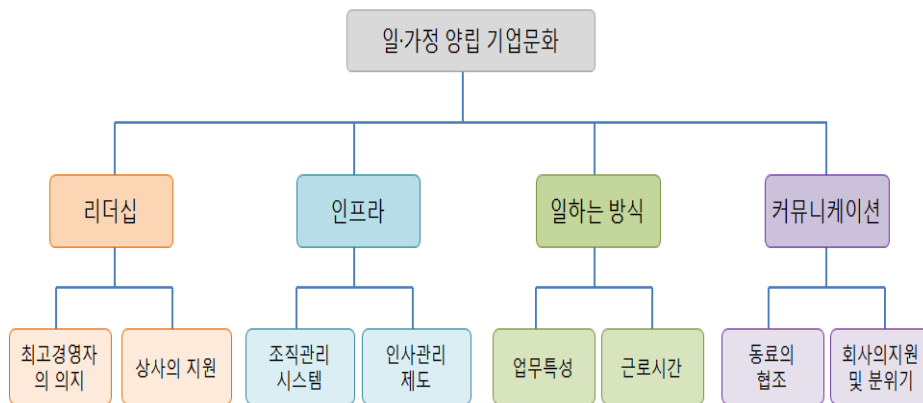 일·가정 양립 기업문화
리더십
인프라
일하는 방식
커뮤니케이션
최고경영자
의 의지
상사의 지원
조직관리
시스템
인사관리
제도
업무특성
근로시간
동료의
협조
회사의지원
및 분위기